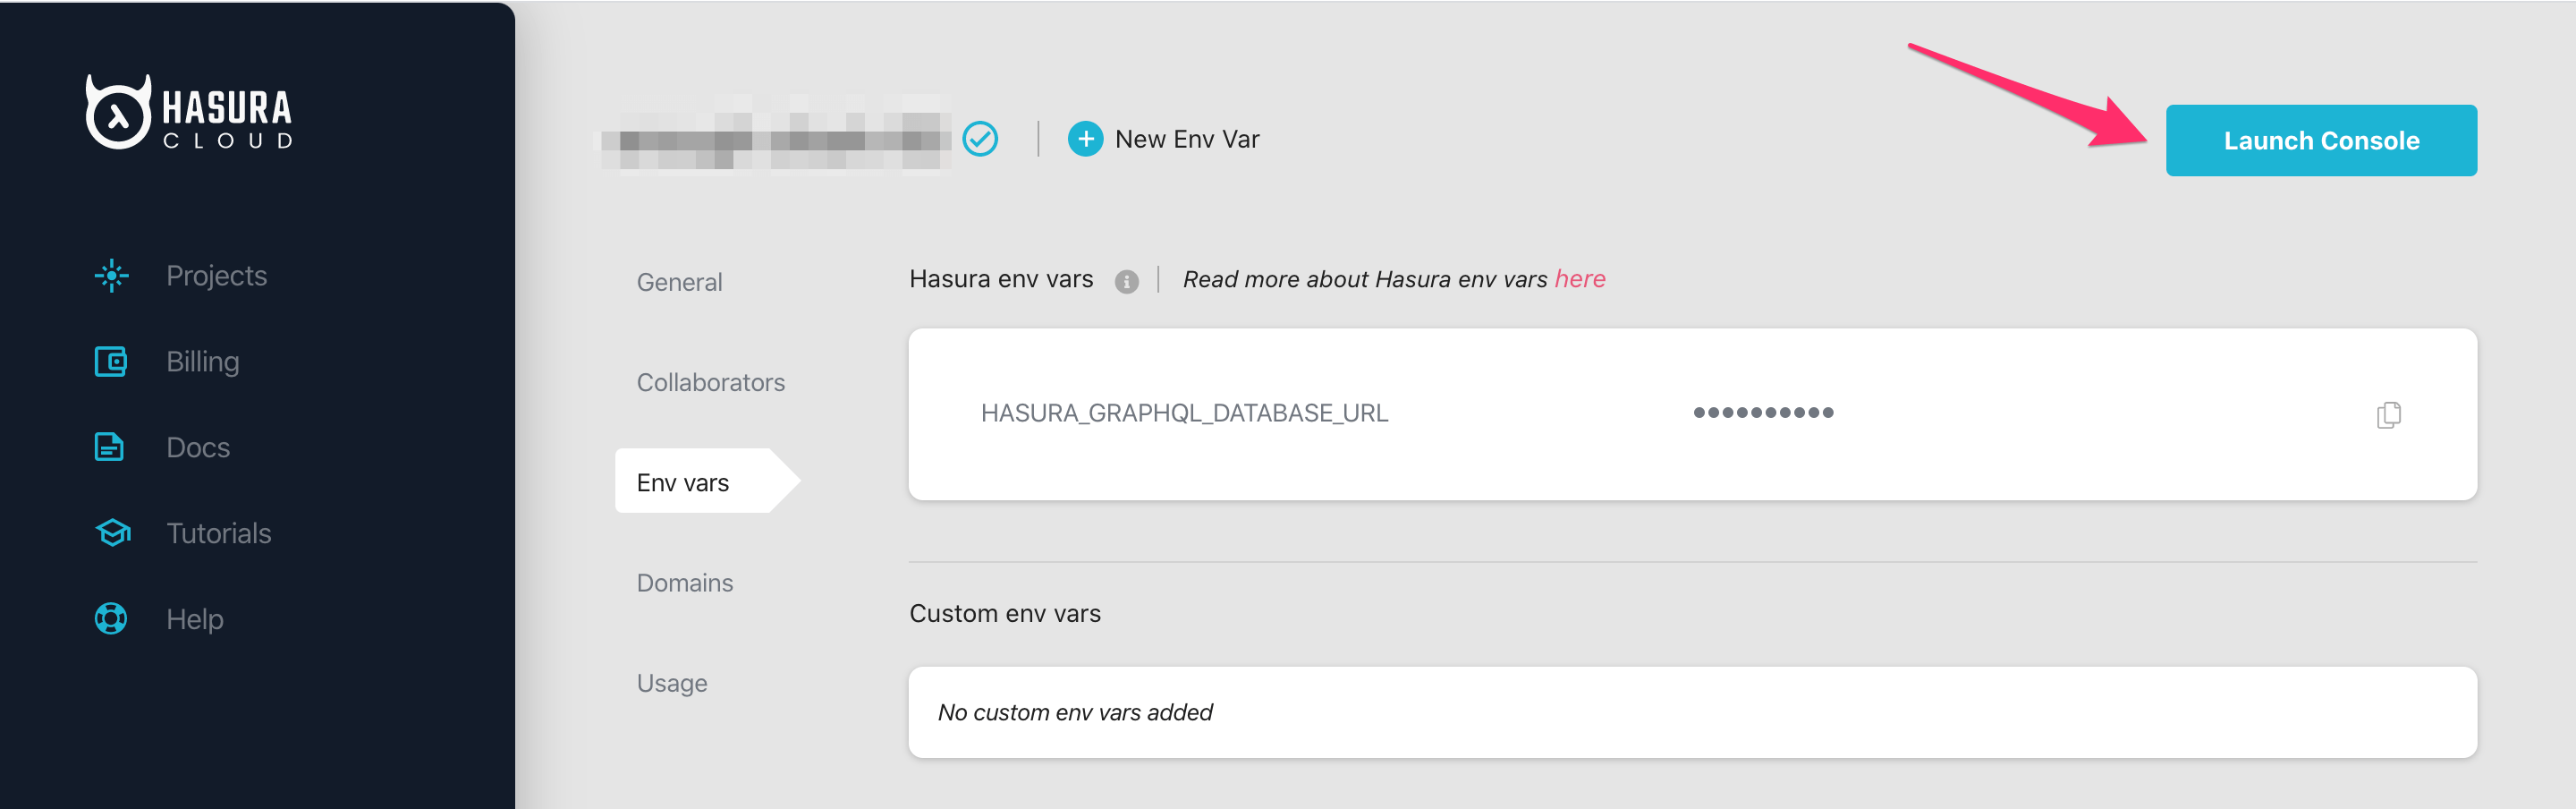 HASURA
CLOUD
Projects
Billing
Docs
Tutorials
Help
New Env Var
Launch Console
General
Collaborators
Env vars
Domains
Usage
Hasura env vars
Read more about Hasura env vars here
HASURA_GRAPHQL_DATABASE_URL
Custom env vars
No custom env vars added